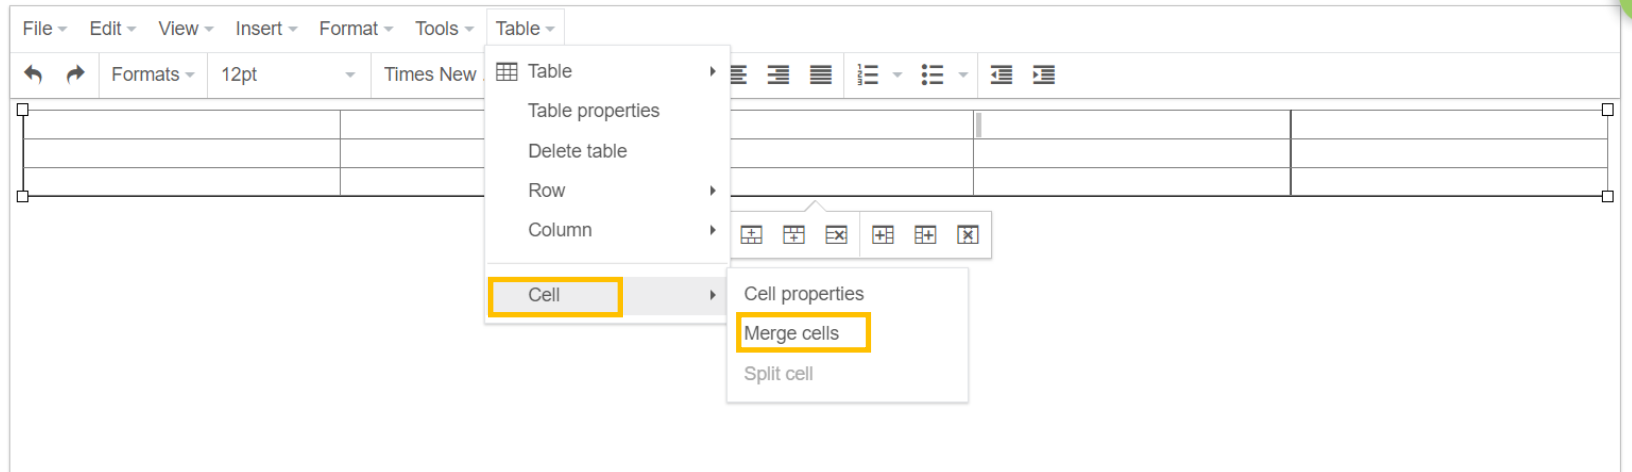 File Edit View Insert Format Tools Table
Formats 12pt Times New
Table
Table properties
Delete table
Row
Column
Cell
Cell properties
Merge cells
Split cell